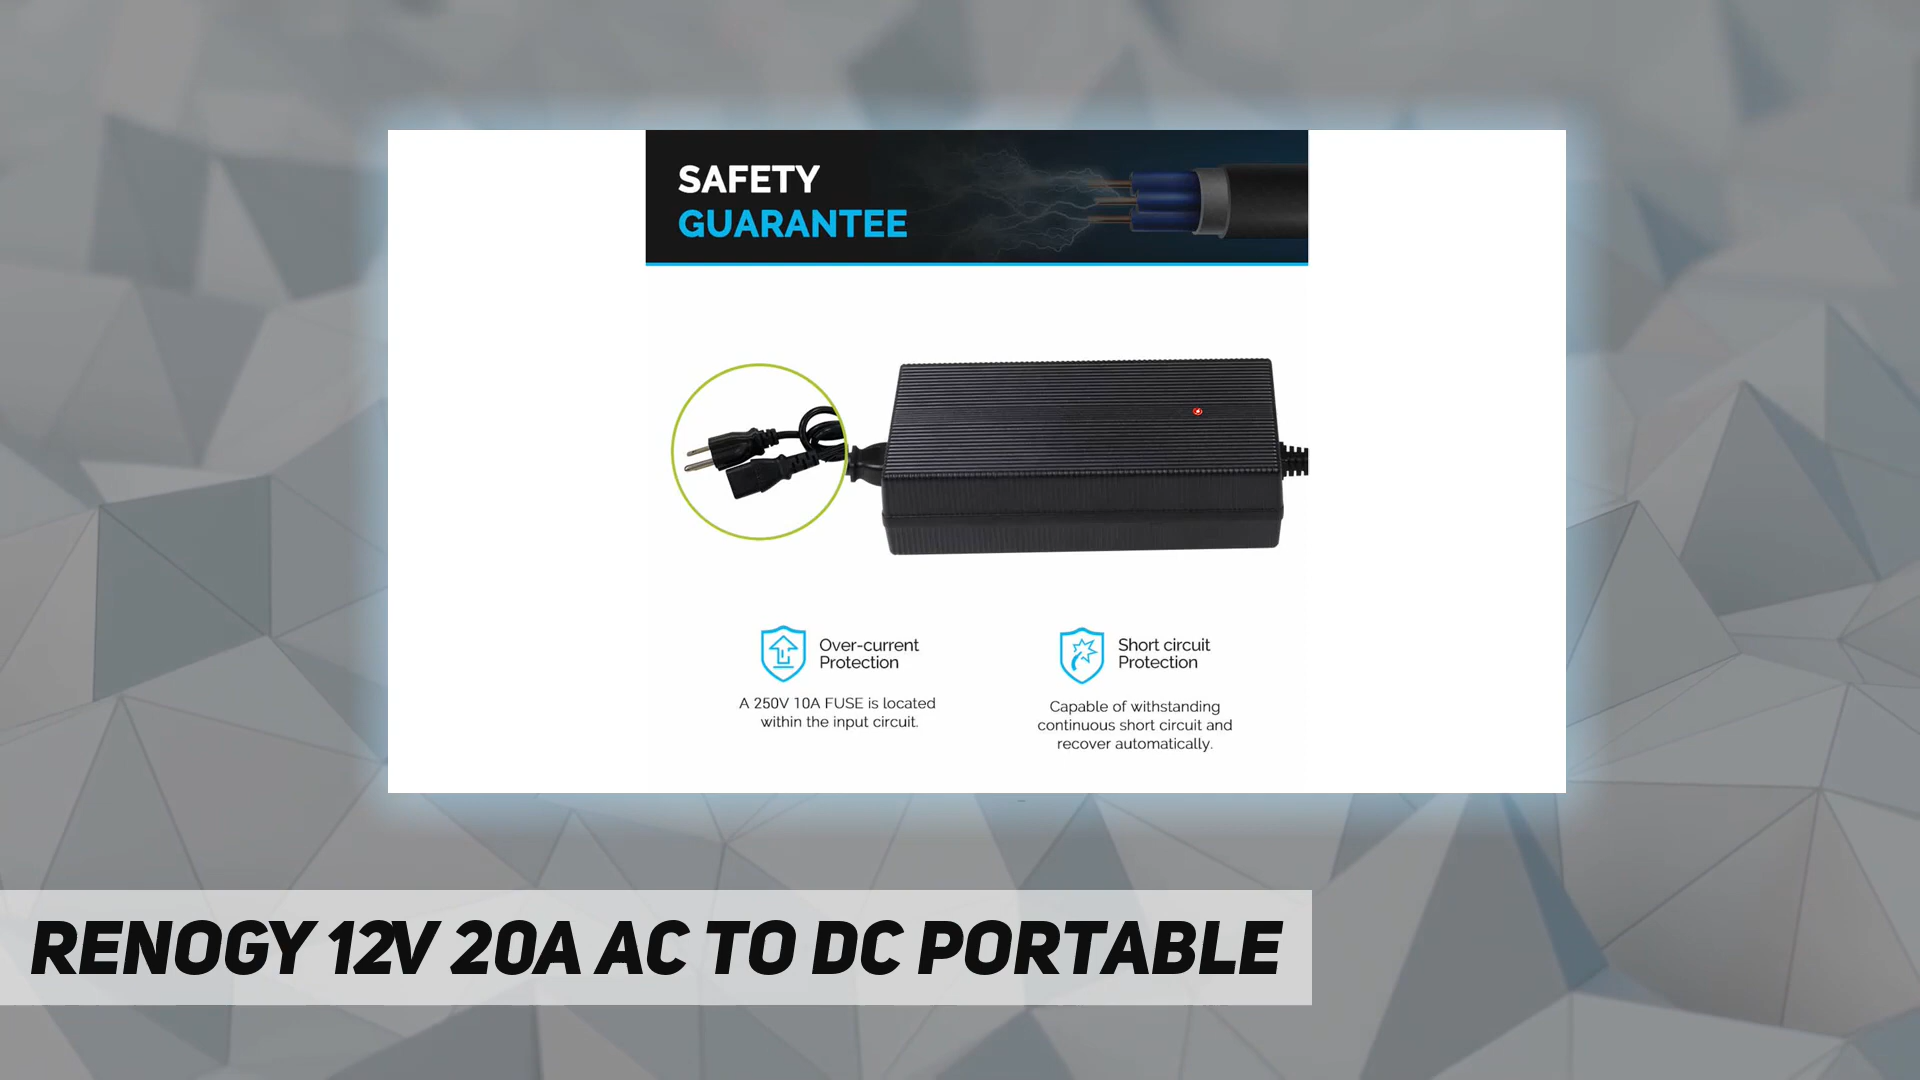 SAFETY
GUARANTEE
Over-current
Protection
A 250V 10A FUSE is located
within the input circuit.
Short circuit
Protection
Capable of withstanding
continuous short circuit and
recover automatically.
RENOGY 12V 20A AC TO DC PORTABLE